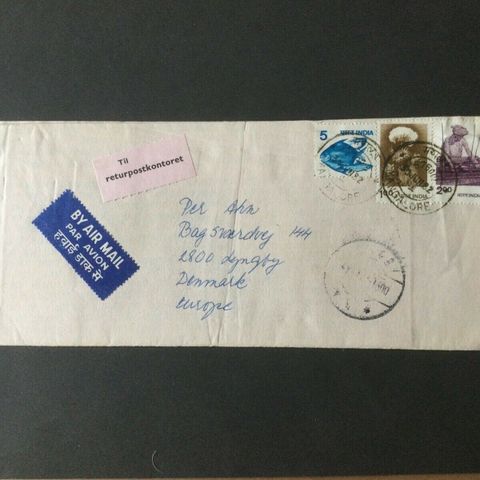 Til
returpostkontoret
BY AIR MAIL
PAR AVION
हवाई डाक से
5 भारत INDIA
2.00
Per Ahn
Bagsværdvej 144
2800 Lyngby
Denmark
Europe